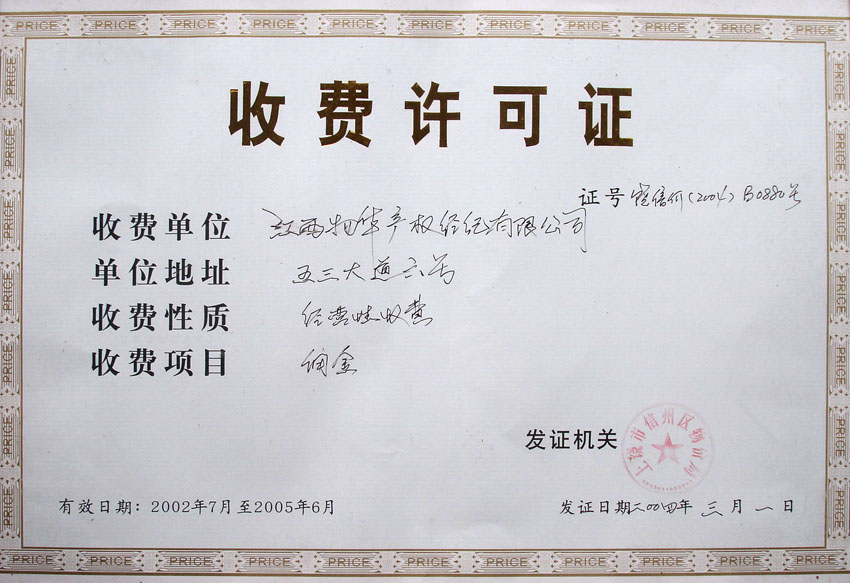 收费许可证
证号 饶信价(2004)B0880号
收费单位 江西物华产权经纪有限公司
单位地址 五三大道六号
收费性质 经营性收费
收费项目 佣金
发证机关
上饶市信州区物价局
有效日期：2002年7月至2005年6月
发证日期二00四年三月一日
PRICE